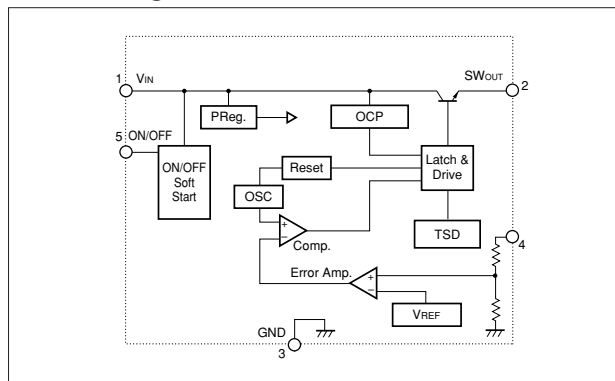 1 VIN
SWOUT 2
PReg.
OCP
5 ON/OFF
ON/OFF
Soft
Start
Reset
Latch &
Drive
OSC
+
−
Comp.
TSD
4
Error Amp.
+
−
VREF
GND
3